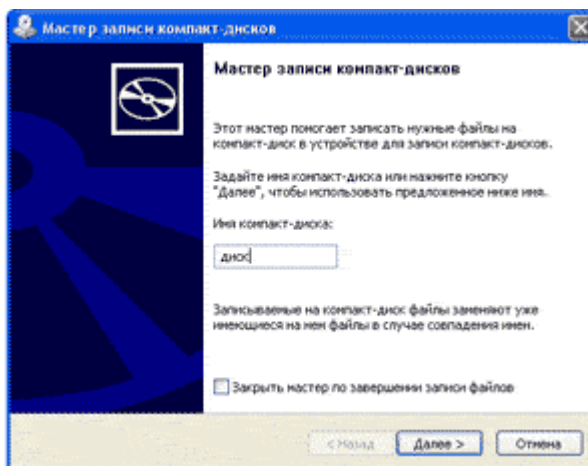 Мастер записи компакт-дисков
Мастер записи компакт-дисков
Этот мастер помогает записать нужные файлы на
компакт-диск в устройстве для записи компакт-дисков.
Задайте имя компакт-диска или нажмите кнопку
"Далее", чтобы использовать предложенное ниже имя.
Имя компакт-диска:
диск
Записываемые на компакт-диск файлы заменяют уже
имеющиеся на нем файлы в случае совпадения имен.
Закрыть мастер по завершении записи файлов
< Назад Далее > Отмена